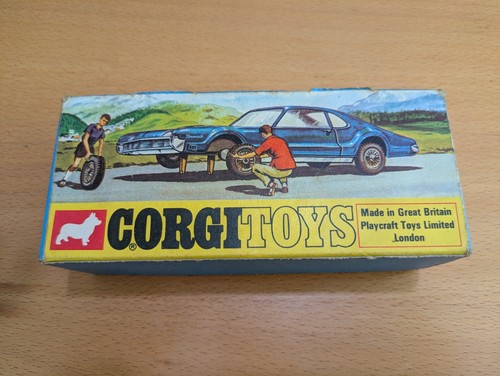 CORGI TOYS
®
Made in Great Britain
Playcraft Toys Limited
London